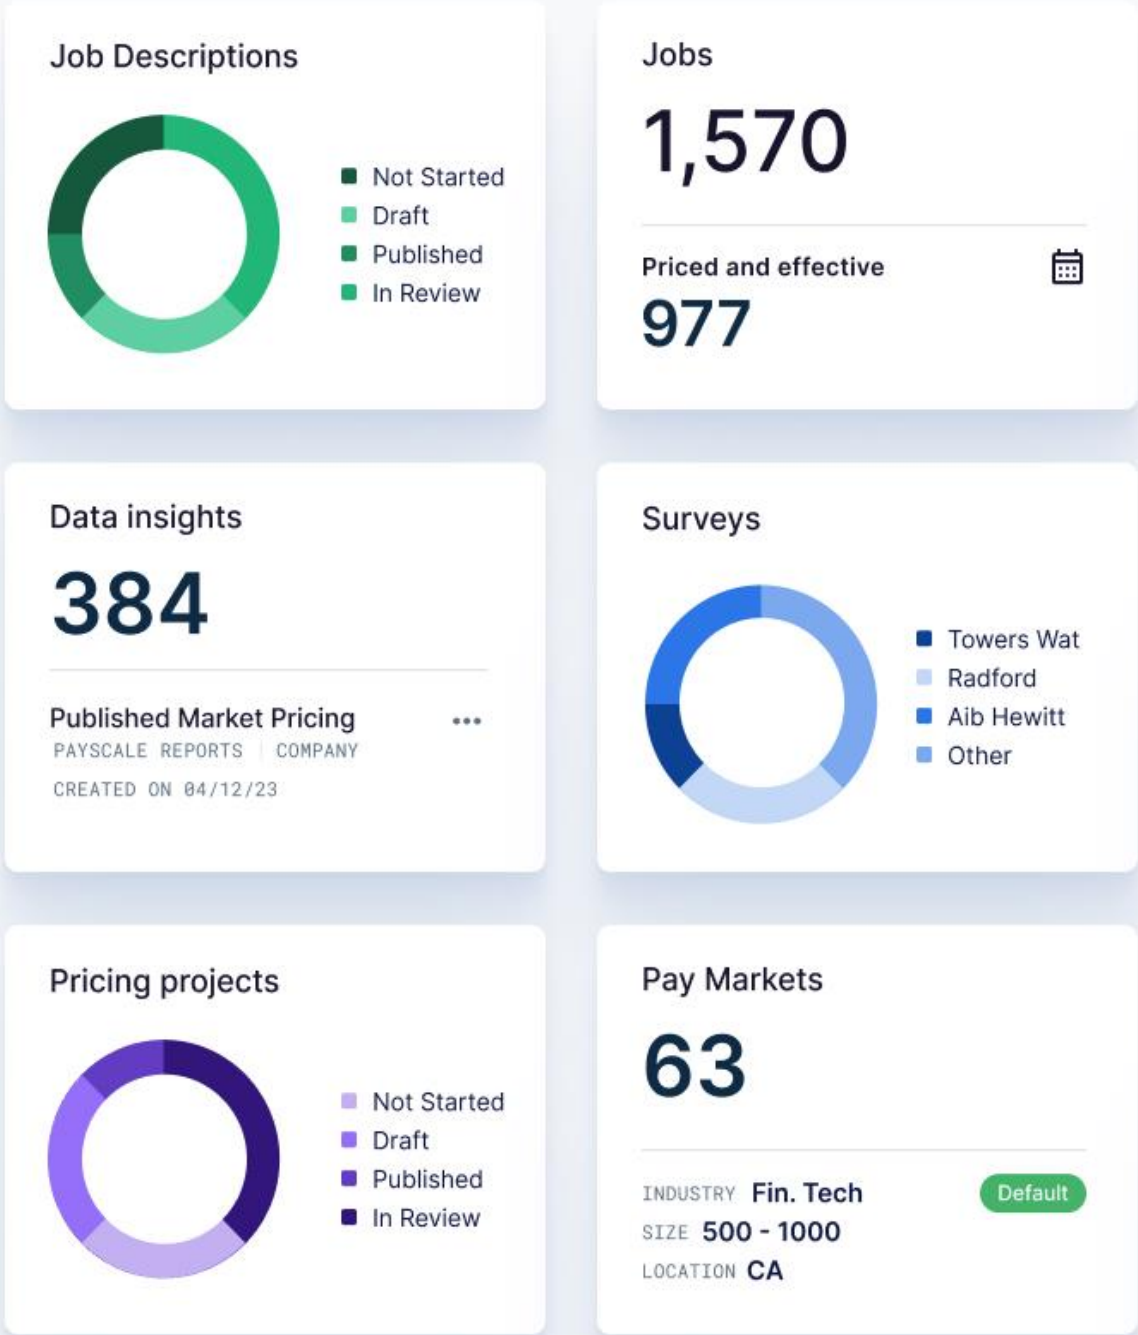 Job Descriptions
Not Started
Draft
Published
In Review
Jobs
1,570
Priced and effective
977
Data insights
384
Published Market Pricing
PAYSCALE REPORTS | COMPANY
CREATED ON 04/12/23
Surveys
Towers Wat
Radford
Aib Hewitt
Other
Pricing projects
Not Started
Draft
Published
In Review
Pay Markets
63
INDUSTRY Fin. Tech
Default
SIZE 500 - 1000
LOCATION CA